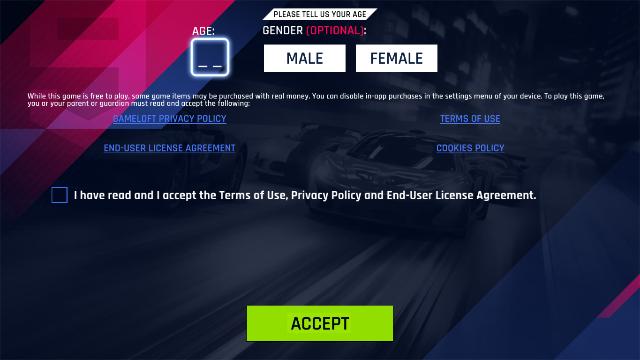 PLEASE TELL US YOUR AGE
AGE:
GENDER (OPTIONAL):
_ _
MALE
FEMALE
While this game is free to play, some game items may be purchased with real money. You can disable in-app purchases in the settings menu of your device. To play this game,
you or your parent or guardian must read and accept the following:
GAMELOFT PRIVACY POLICY
TERMS OF USE
END-USER LICENSE AGREEMENT
COOKIES POLICY
I have read and I accept the Terms of Use, Privacy Policy and End-User License Agreement.
ACCEPT